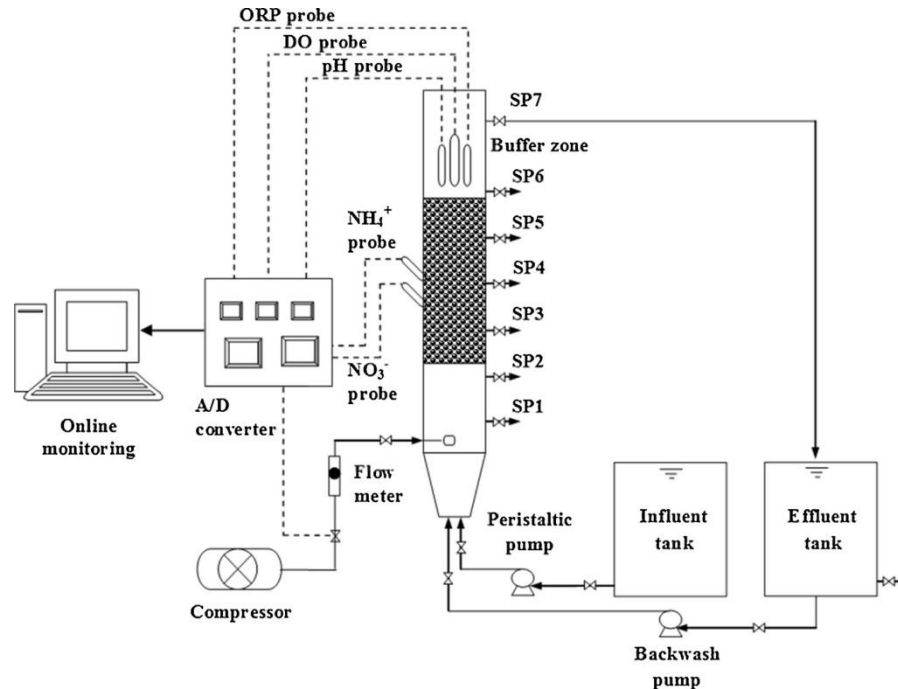 ORP probe
DO probe
pH probe
SP7
Buffer zone
SP6
NH₄⁺
probe
SP5
SP4
SP3
NO₃⁻
probe
SP2
SP1
A/D
converter
Online
monitoring
Flow
meter
Peristaltic
pump
Influent
tank
Effluent
tank
Compressor
Backwash
pump